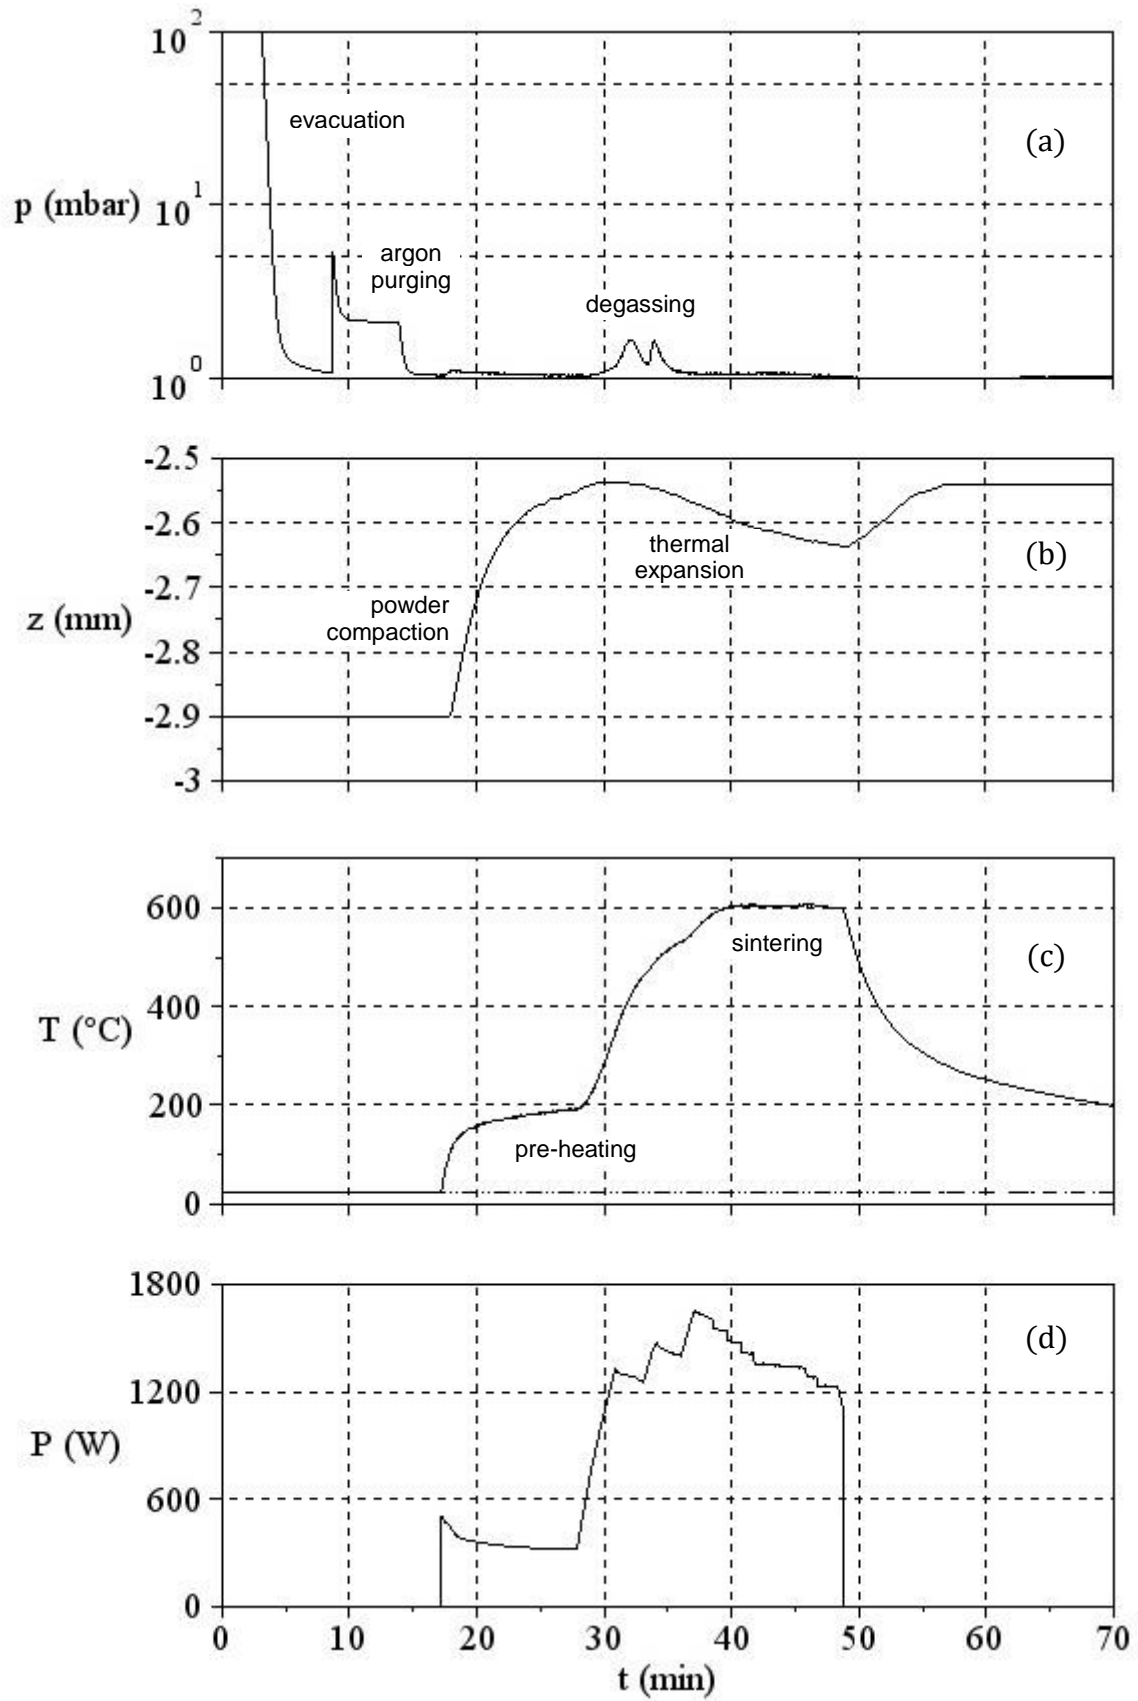 10²
evacuation
(a)
p (mbar)
10¹
argon
purging
degassing
10⁰
-2.5
-2.6
thermal
expansion
(b)
-2.7
powder
compaction
z (mm)
-2.8
-2.9
-3
600
sintering
(c)
400
T (°C)
200
pre-heating
0
1800
(d)
1200
P (W)
600
0
0 10 20 30 40 50 60 70
t (min)